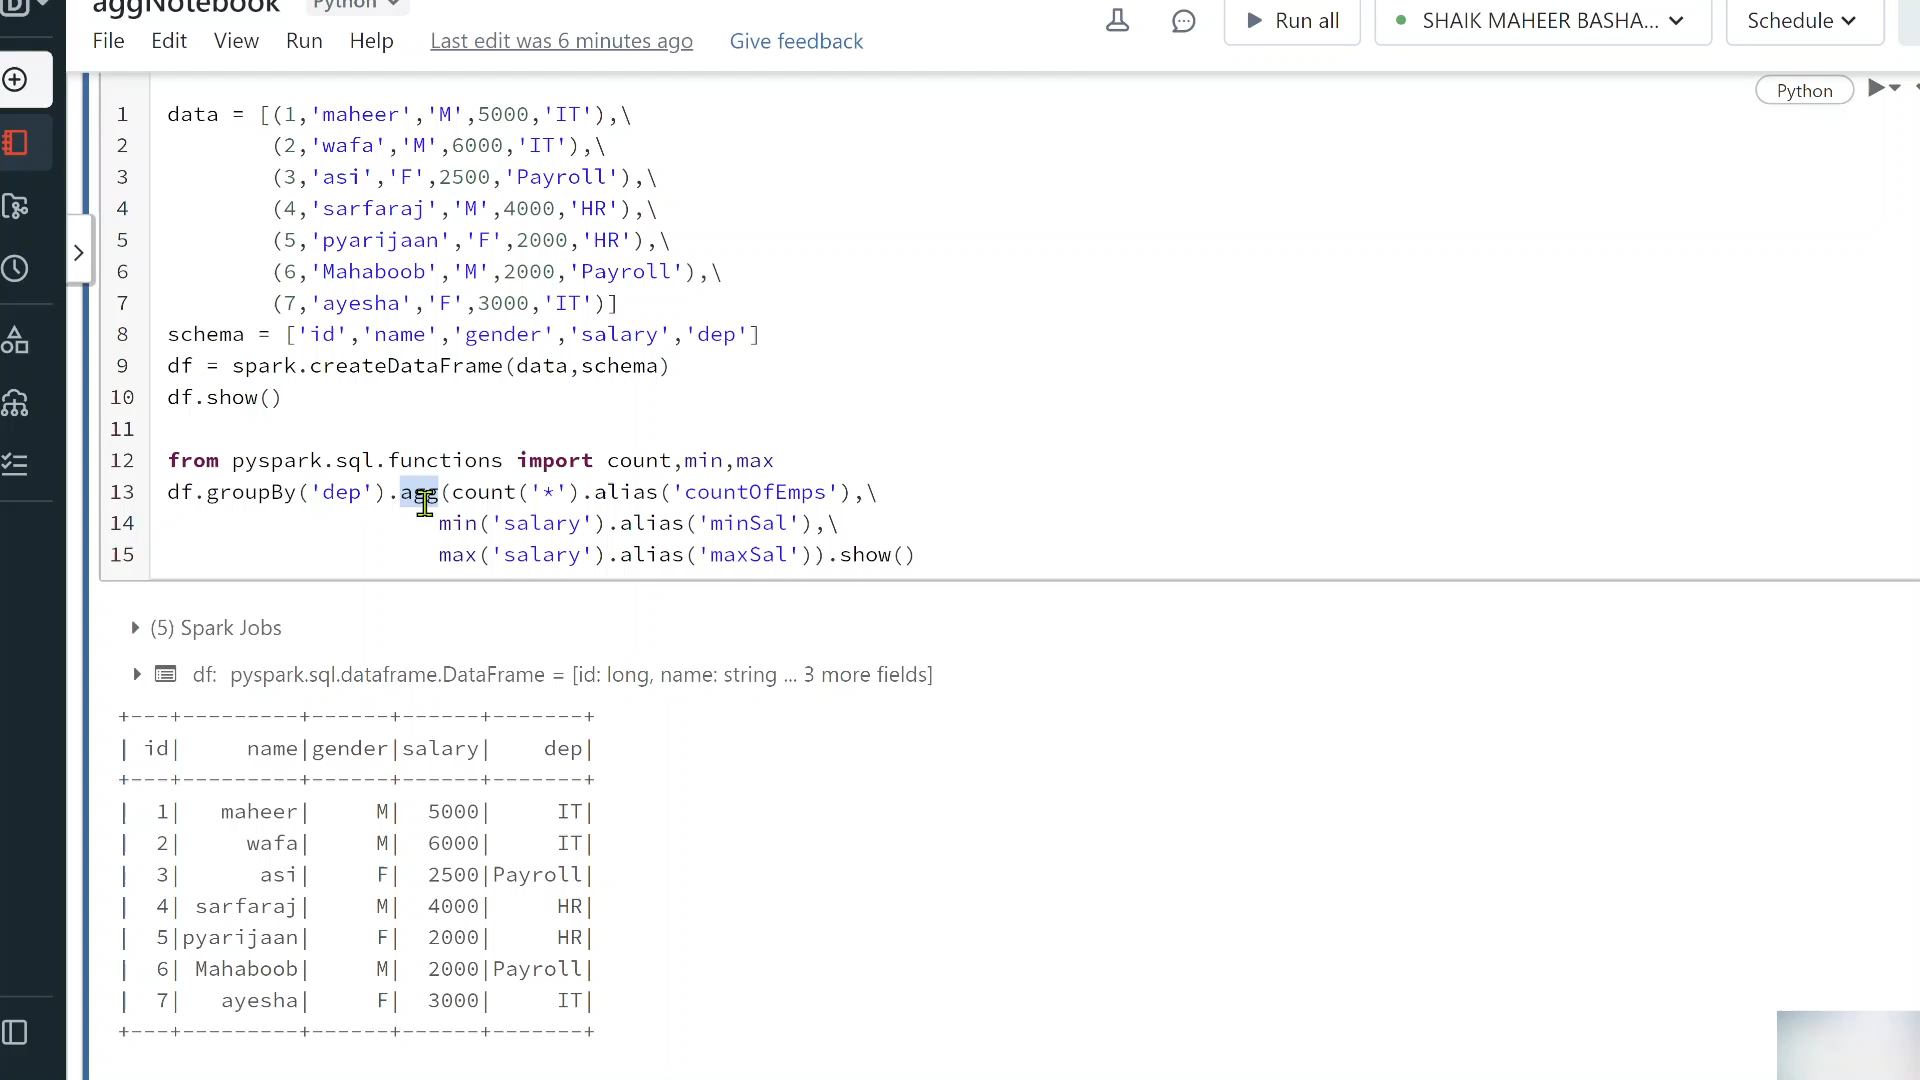 aggNotebook Python
File Edit View Run Help Last edit was 6 minutes ago Give feedback Run all SHAIK MAHEER BASHA... Schedule
Python
1 data = [(1,'maheer','M',5000,'IT'),\
2 (2,'wafa','M',6000,'IT'),\
3 (3,'asi','F',2500,'Payroll'),\
4 (4,'sarfaraj','M',4000,'HR'),\
5 (5,'pyarijaan','F',2000,'HR'),\
6 (6,'Mahaboob','M',2000,'Payroll'),\
7 (7,'ayesha','F',3000,'IT')]
8 schema = ['id','name','gender','salary','dep']
9 df = spark.createDataFrame(data,schema)
10 df.show()
11
12 from pyspark.sql.functions import count,min,max
13 df.groupBy('dep').agg(count('*').alias('countOfEmps'),\
14 min('salary').alias('minSal'),\
15 max('salary').alias('maxSal')).show()
(5) Spark Jobs
df: pyspark.sql.dataframe.DataFrame = [id: long, name: string ... 3 more fields]
+---+---------+------+------+-------+
| id|     name|gender|salary|    dep|
+---+---------+------+------+-------+
|  1|   maheer|     M|  5000|     IT|
|  2|     wafa|     M|  6000|     IT|
|  3|      asi|     F|  2500|Payroll|
|  4| sarfaraj|     M|  4000|     HR|
|  5|pyarijaan|     F|  2000|     HR|
|  6| Mahaboob|     M|  2000|Payroll|
|  7|   ayesha|     F|  3000|     IT|
+---+---------+------+------+-------+